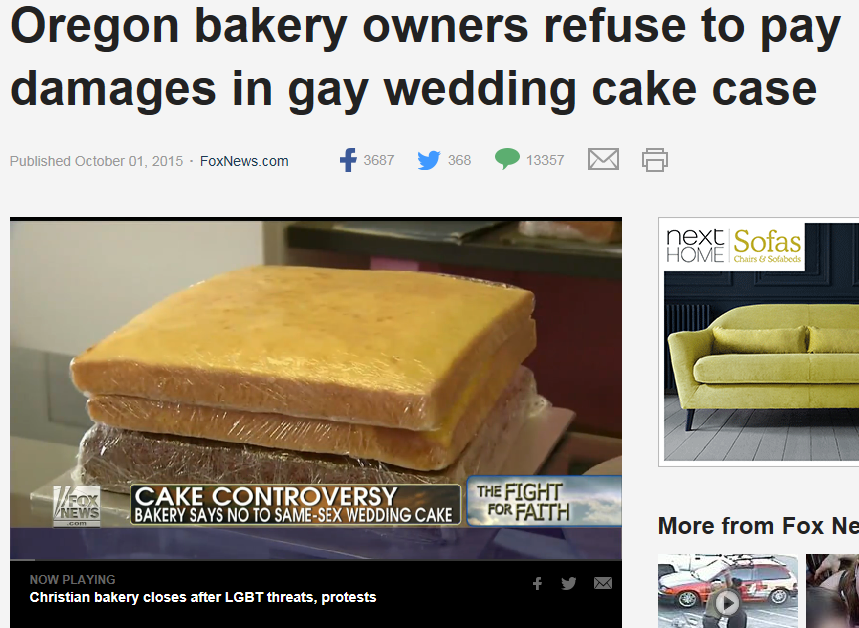 Oregon bakery owners refuse to pay
damages in gay wedding cake case
Published October 01, 2015 · FoxNews.com
3687
368
13357
next
HOME
Sofas
Chairs & Sofabeds
FOX
NEWS
.com
CAKE CONTROVERSY
BAKERY SAYS NO TO SAME-SEX WEDDING CAKE
THE FIGHT
FOR FAITH
More from Fox Ne
NOW PLAYING
Christian bakery closes after LGBT threats, protests